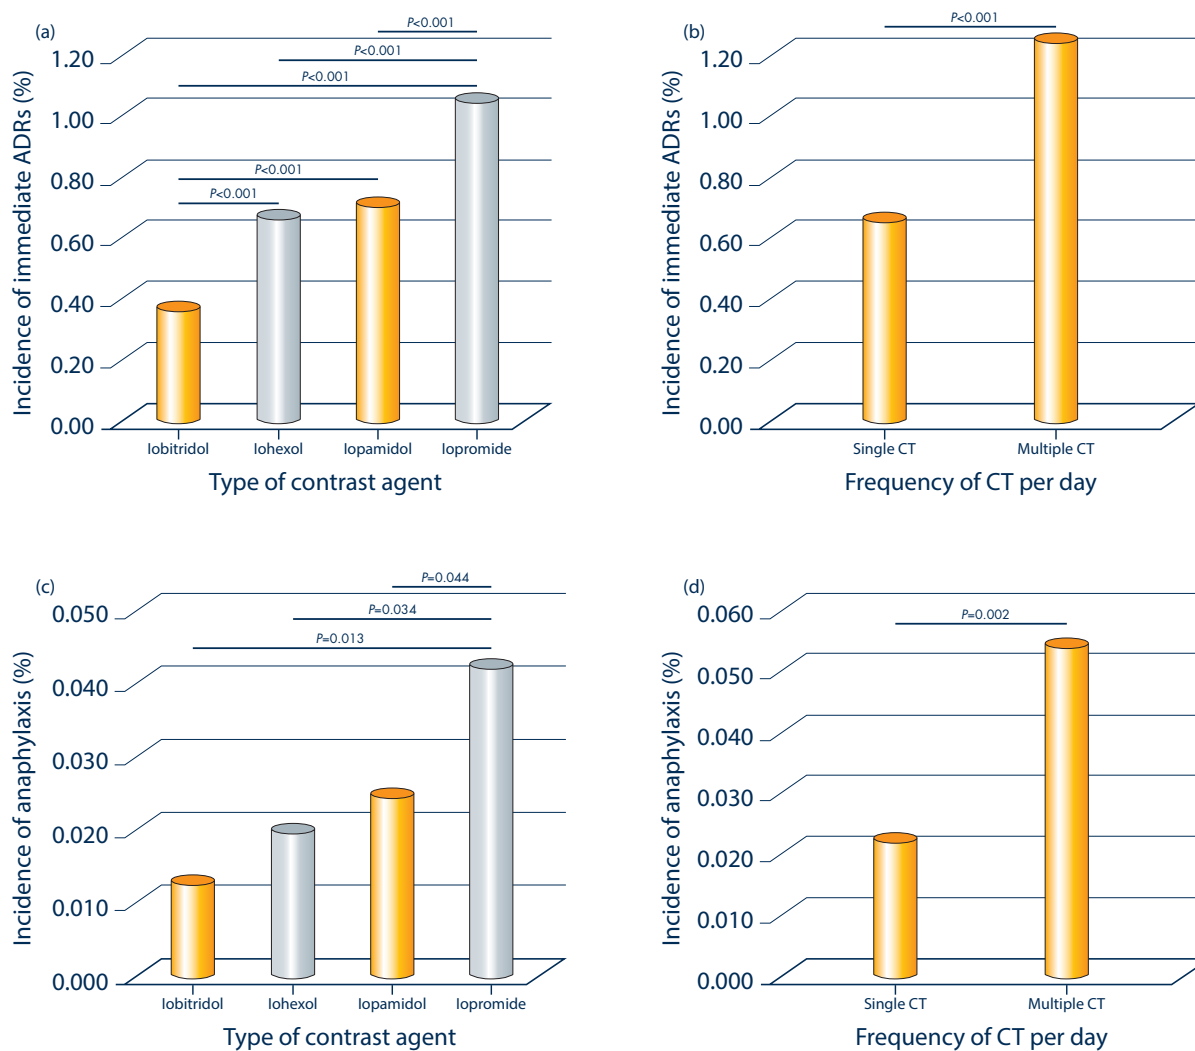 (a)
P<0.001
P<0.001
P<0.001
P<0.001
P<0.001
Incidence of immediate ADRs (%)
1.20
1.00
0.80
0.60
0.40
0.20
0.00
Iobitridol Iohexol Iopamidol Iopromide
Type of contrast agent
(b)
P<0.001
Incidence of immediate ADRs (%)
1.20
1.00
0.80
0.60
0.40
0.20
0.00
Single CT Multiple CT
Frequency of CT per day
(c)
P=0.044
P=0.034
P=0.013
Incidence of anaphylaxis (%)
0.050
0.040
0.030
0.020
0.010
0.000
Iobitridol Iohexol Iopamidol Iopromide
Type of contrast agent
(d)
P=0.002
Incidence of anaphylaxis (%)
0.060
0.050
0.040
0.030
0.020
0.010
0.000
Single CT Multiple CT
Frequency of CT per day